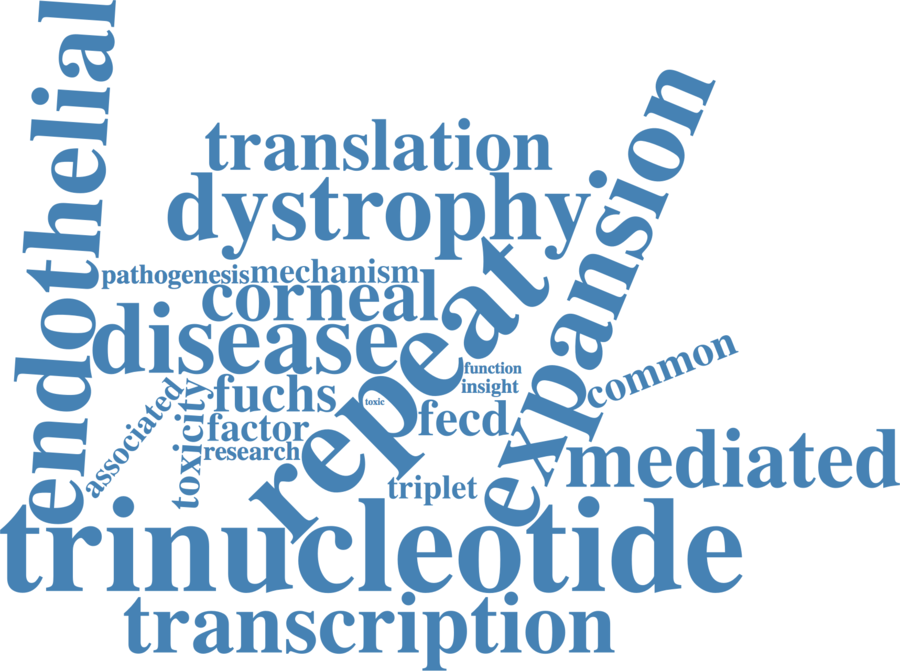 endothelial
translation
expansion
dystrophy
pathogenesis
mechanism
corneal
repeat
disease
common
function
insight
associated
toxicity
fuchs
toxic
fecd
factor
research
mediated
triplet
trinucleotide
transcription